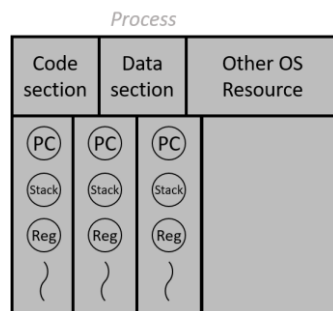 Process
Code section
Data section
Other OS Resource
PC PC PC
Stack Stack Stack
Reg Reg Reg